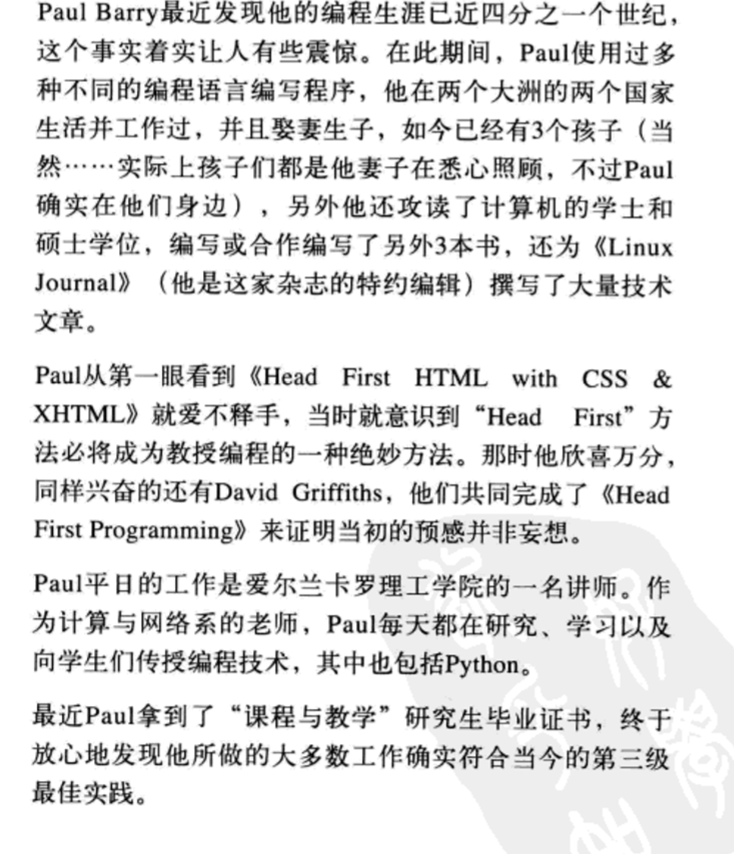 Paul Barry最近发现他的编程生涯已近四分之一个世纪，
这个事实着实让人有些震惊。在此期间，Paul使用过多
种不同的编程语言编写程序，他在两个大洲的两个国家
生活并工作过，并且娶妻生子，如今已经有3个孩子（当
然……实际上孩子们都是他妻子在悉心照顾，不过Paul
确实在他们身边），另外他还攻读了计算机的学士和
硕士学位，编写或合作编写了另外3本书，还为《Linux
Journal》（他是这家杂志的特约编辑）撰写了大量技术
文章。
Paul从第一眼看到《Head First HTML with CSS &
XHTML》就爱不释手，当时就意识到“Head First”方
法必将成为教授编程的一种绝妙方法。那时他欣喜万分，
同样兴奋的还有David Griffiths，他们共同完成了《Head
First Programming》来证明当初的预感并非妄想。
Paul平日的工作是爱尔兰卡罗理工学院的一名讲师。作
为计算与网络系的老师，Paul每天都在研究、学习以及
向学生们传授编程技术，其中也包括Python。
最近Paul拿到了“课程与教学”研究生毕业证书，终于
放心地发现他所做的大多数工作确实符合当今的第三级
最佳实践。